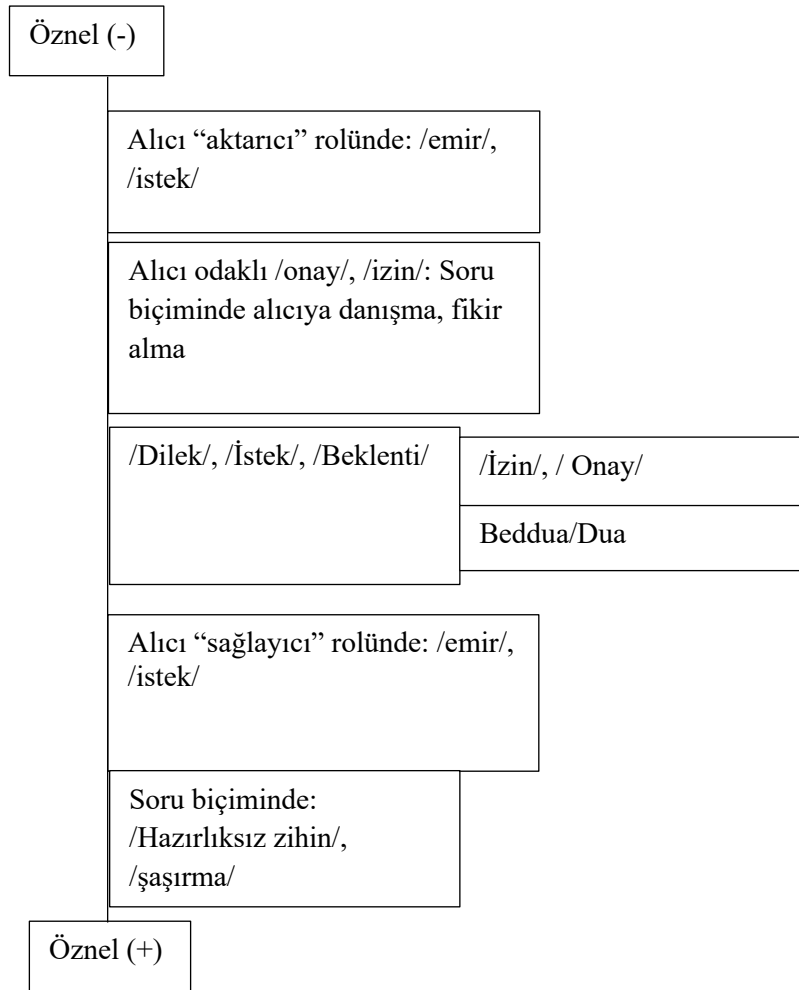 Öznel (-)
Alıcı “aktarıcı” rolünde: /emir/,
/istek/
Alıcı odaklı /onay/, /izin/: Soru
biçiminde alıcıya danışma, fikir
alma
/Dilek/, /İstek/, /Beklenti/
/İzin/, / Onay/
Beddua/Dua
Alıcı “sağlayıcı” rolünde: /emir/,
/istek/
Soru biçiminde:
/Hazırlıksız zihin/,
/şaşırma/
Öznel (+)